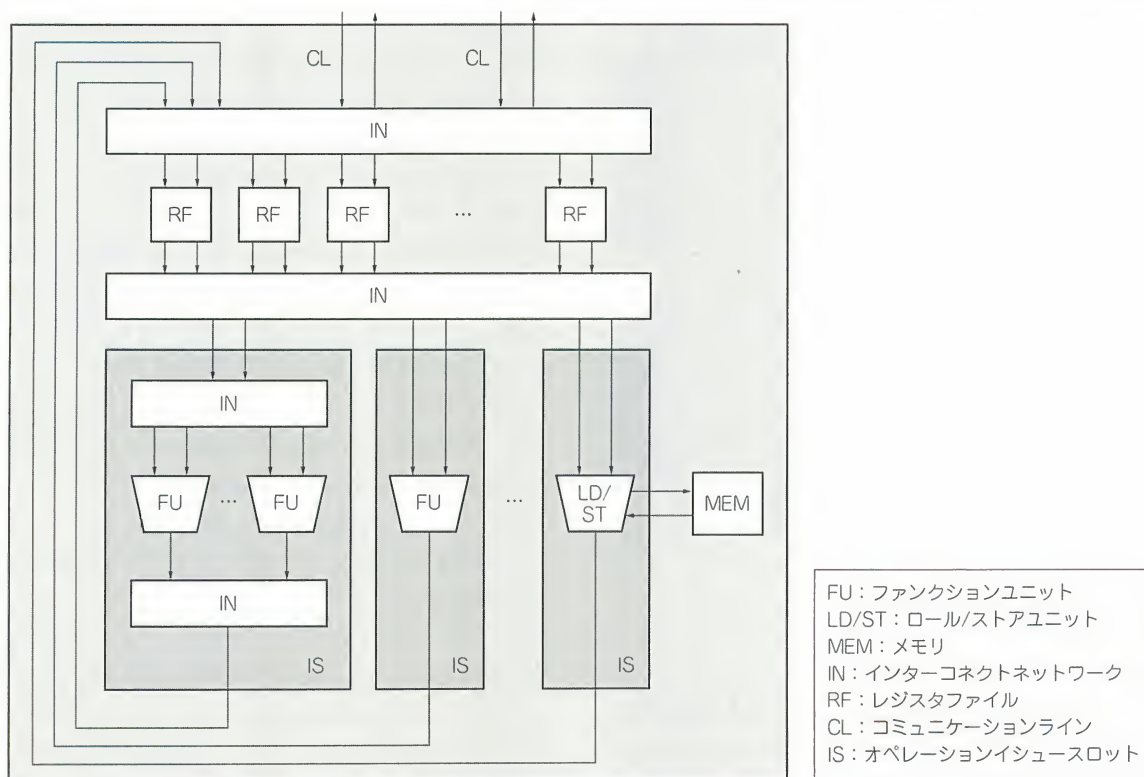 CL
CL
IN
RF
RF
RF
…
RF
IN
IN
FU
…
FU
IN
IS
FU
IS
…
LD/
ST
IS
MEM
FU：ファンクションユニット
LD/ST：ロール/ストアユニット
MEM：メモリ
IN：インターコネクトネットワーク
RF：レジスタファイル
CL：コミュニケーションライン
IS：オペレーションイシュースロット